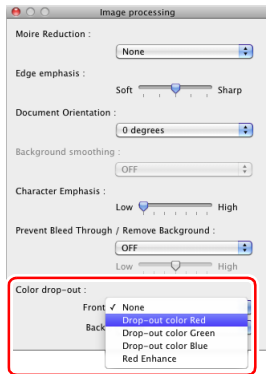 Image processing
Moire Reduction :
None
Edge emphasis :
Soft Sharp
Document Orientation :
0 degrees
Background smoothing :
OFF
Character Emphasis :
Low High
Prevent Bleed Through / Remove Background :
OFF
Low High
Color drop-out :
Front ✓ None
Drop-out color Red
Drop-out color Green
Back
Drop-out color Blue
Red Enhance